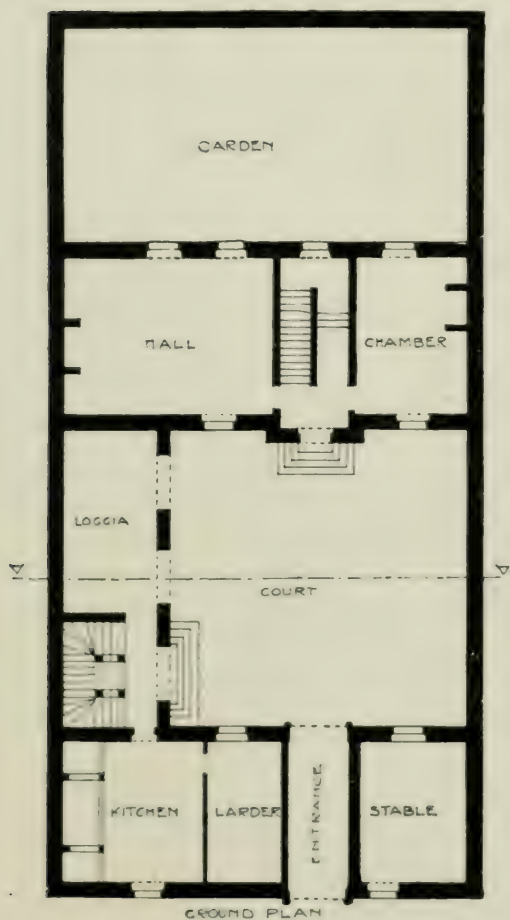 GARDEN
HALL
CHAMBER
LOGGIA
COURT
KITCHEN
LARDER
ENTRANCE
STABLE
GROUND PLAN